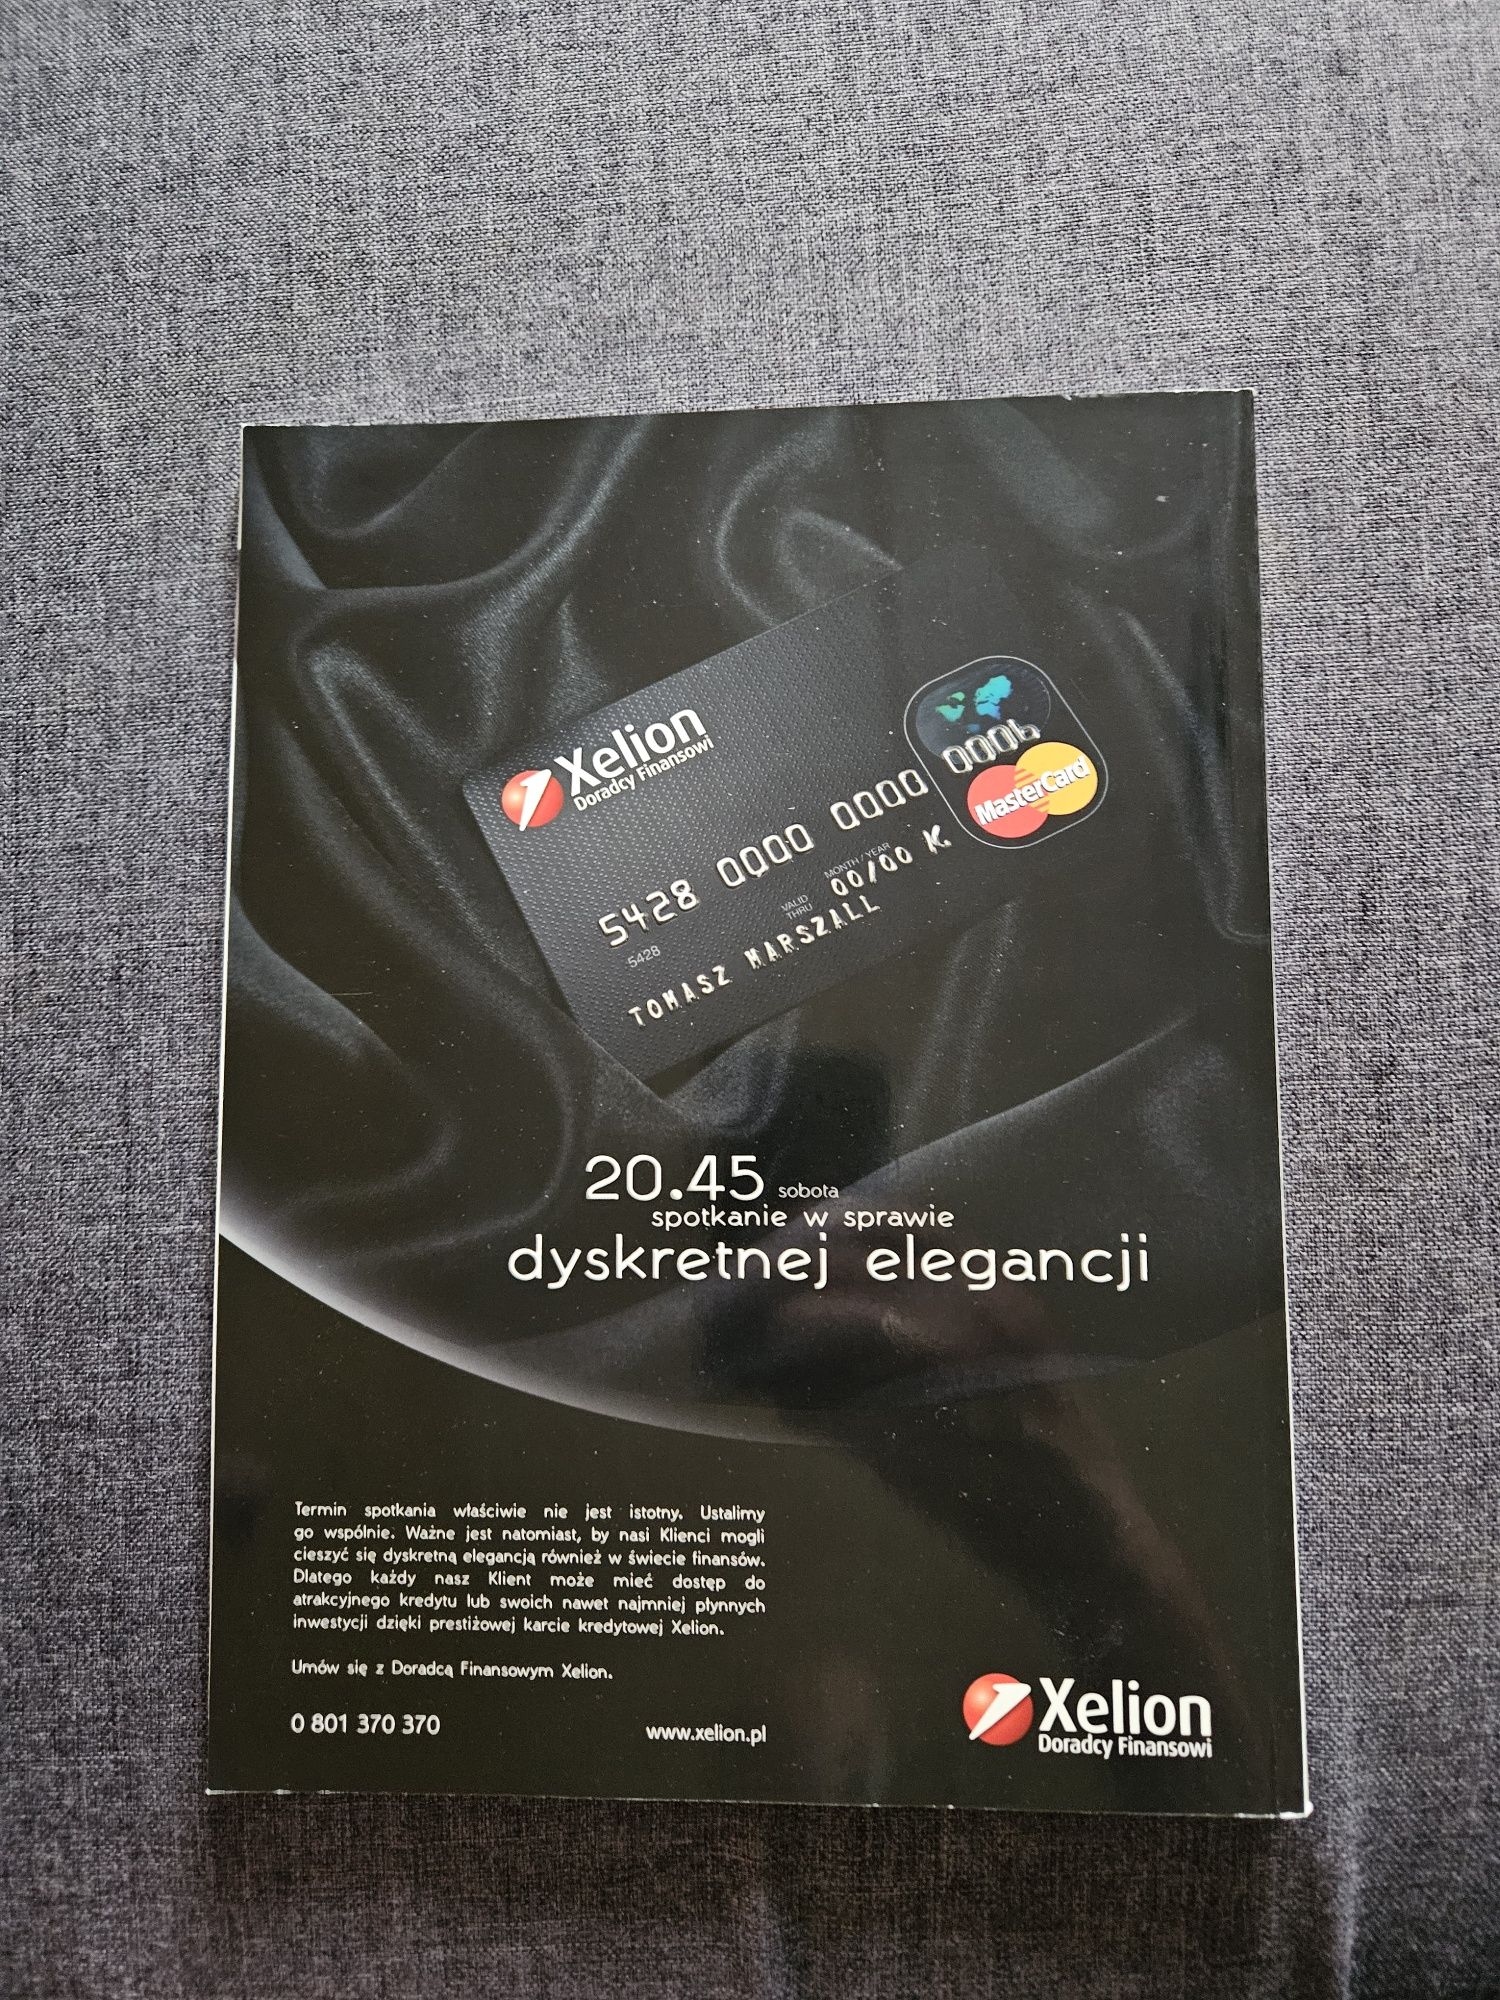 Xelion
Doradcy Finansowi
5428 0000 0000 0006
MasterCard
5428
VALID
THRU
MONTH / YEAR
00/00 K.
TOMASZ MARSZALL
20.45 sobota
spotkanie w sprawie
dyskretnej elegancji
Termin spotkania właściwie nie jest istotny. Ustalimy
go wspólnie. Ważne jest natomiast, by nasi Klienci mogli
cieszyć się dyskretną elegancją również w świecie finansów.
Dlatego każdy nasz Klient może mieć dostęp do
atrakcyjnego kredytu lub swoich nawet najmniej płynnych
inwestycji dzięki prestiżowej karcie kredytowej Xelion.
Umów się z Doradcą Finansowym Xelion.
0 801 370 370
www.xelion.pl
Xelion
Doradcy Finansowi